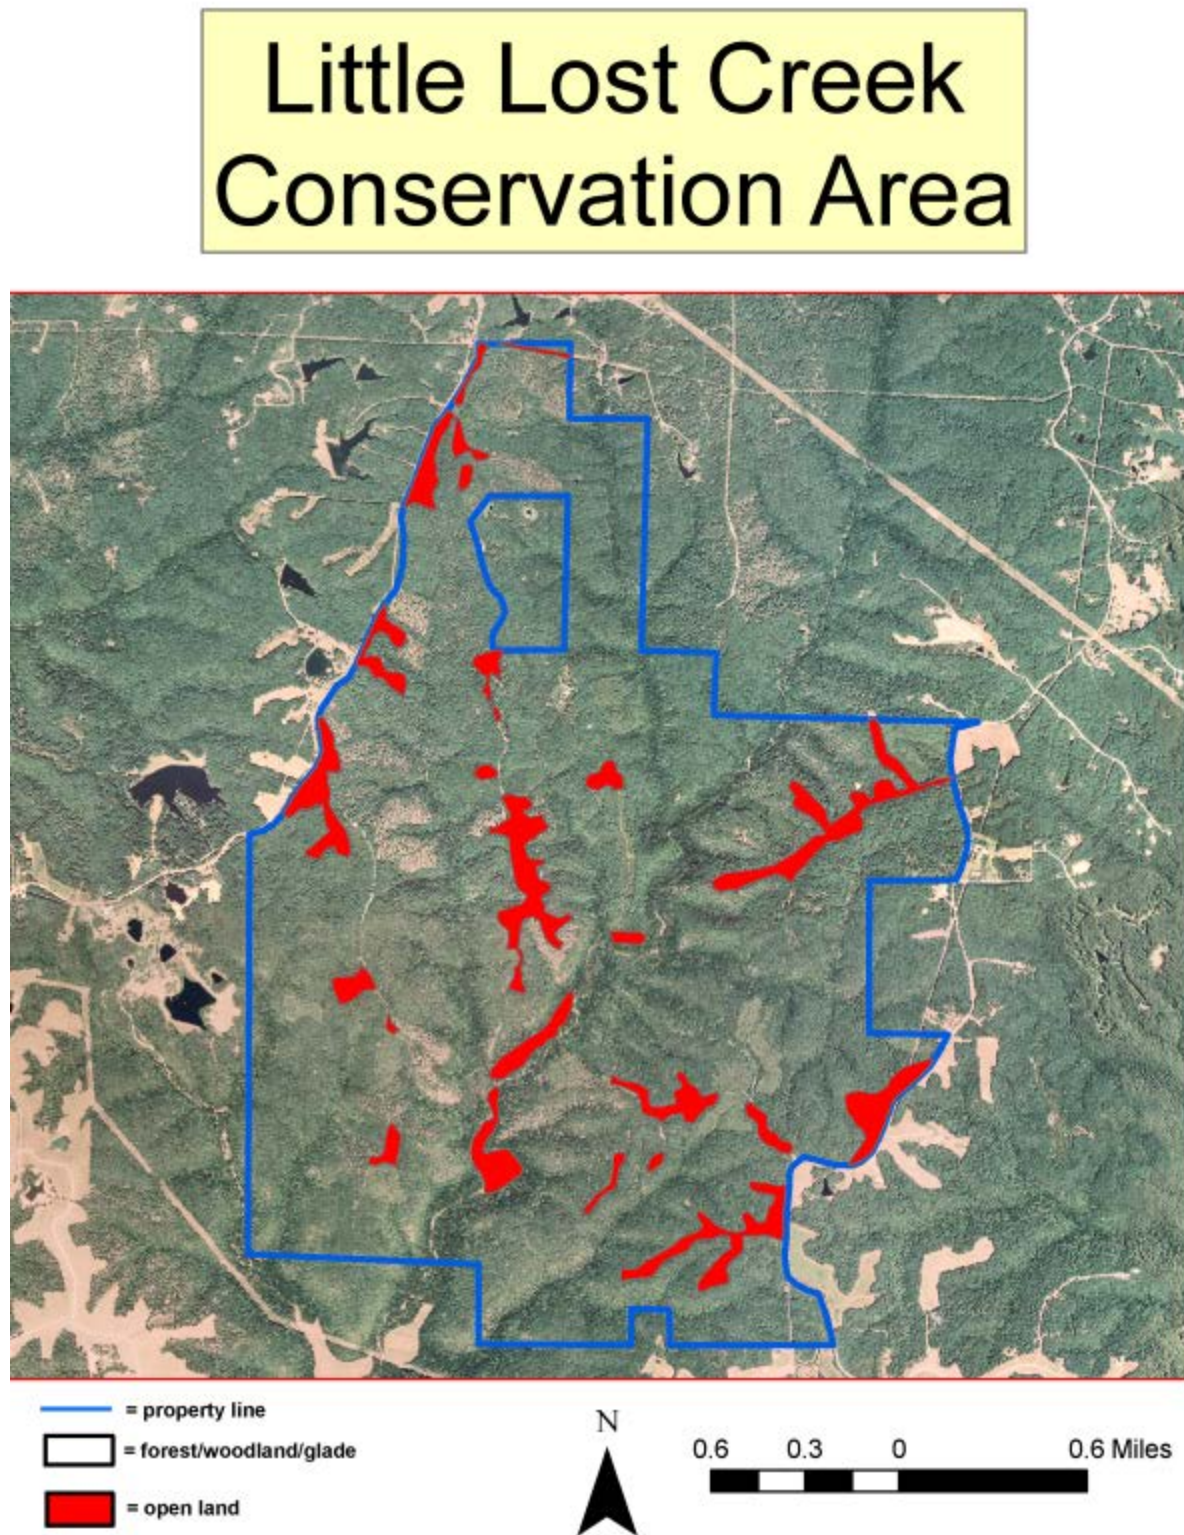 Little Lost Creek
Conservation Area
= property line
= forest/woodland/glade
= open land
N
0.6 0.3 0 0.6 Miles